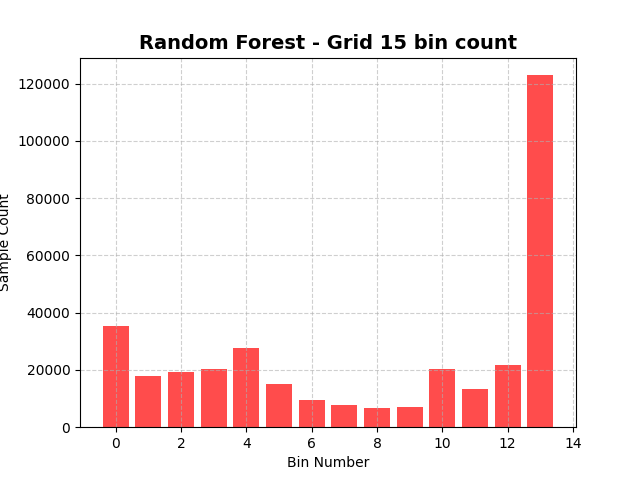 Random Forest - Grid 15 bin count
120000
100000
80000
60000
40000
20000
0
Sample Count
0 2 4 6 8 10 12 14
Bin Number